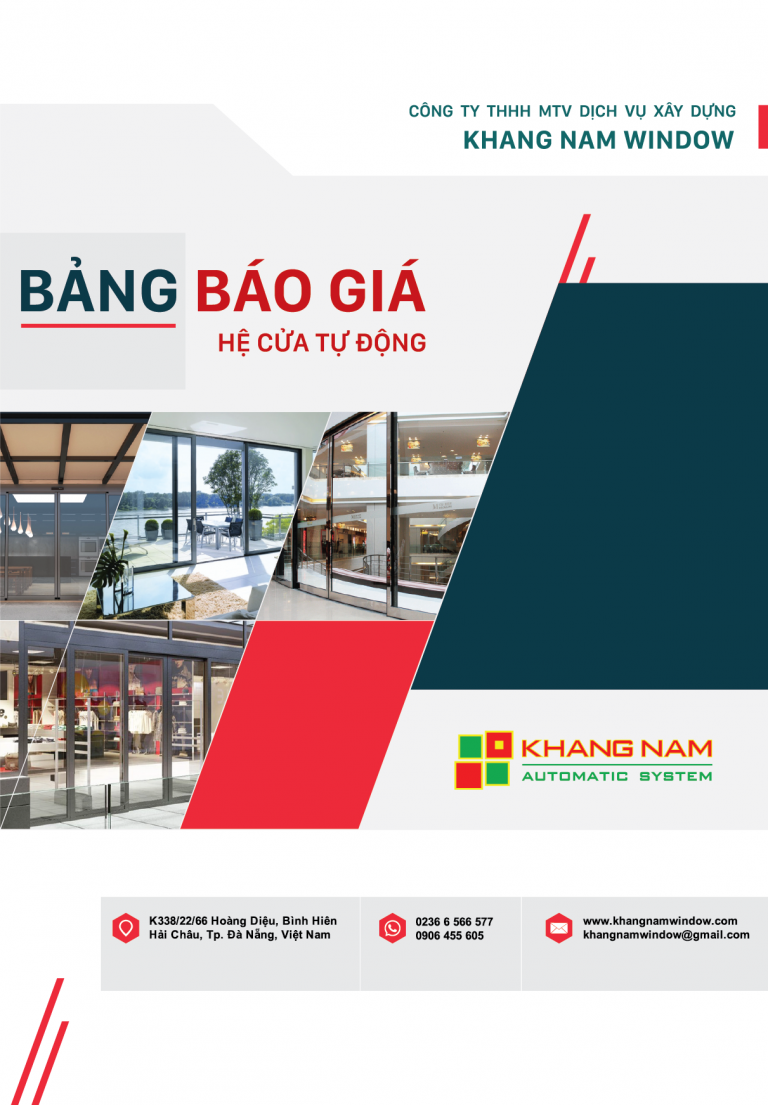 CÔNG TY THHH MTV DỊCH VỤ XÂY DỰNG
KHANG NAM WINDOW
BẢNG BÁO GIÁ
HỆ CỬA TỰ ĐỘNG
KHANG NAM
AUTOMATIC SYSTEM
K338/22/66 Hoàng Diệu, Bình Hiên
Hải Châu, Tp. Đà Nẵng, Việt Nam
0236 6 566 577
0906 455 605
www.khangnamwindow.com
khangnamwindow@gmail.com